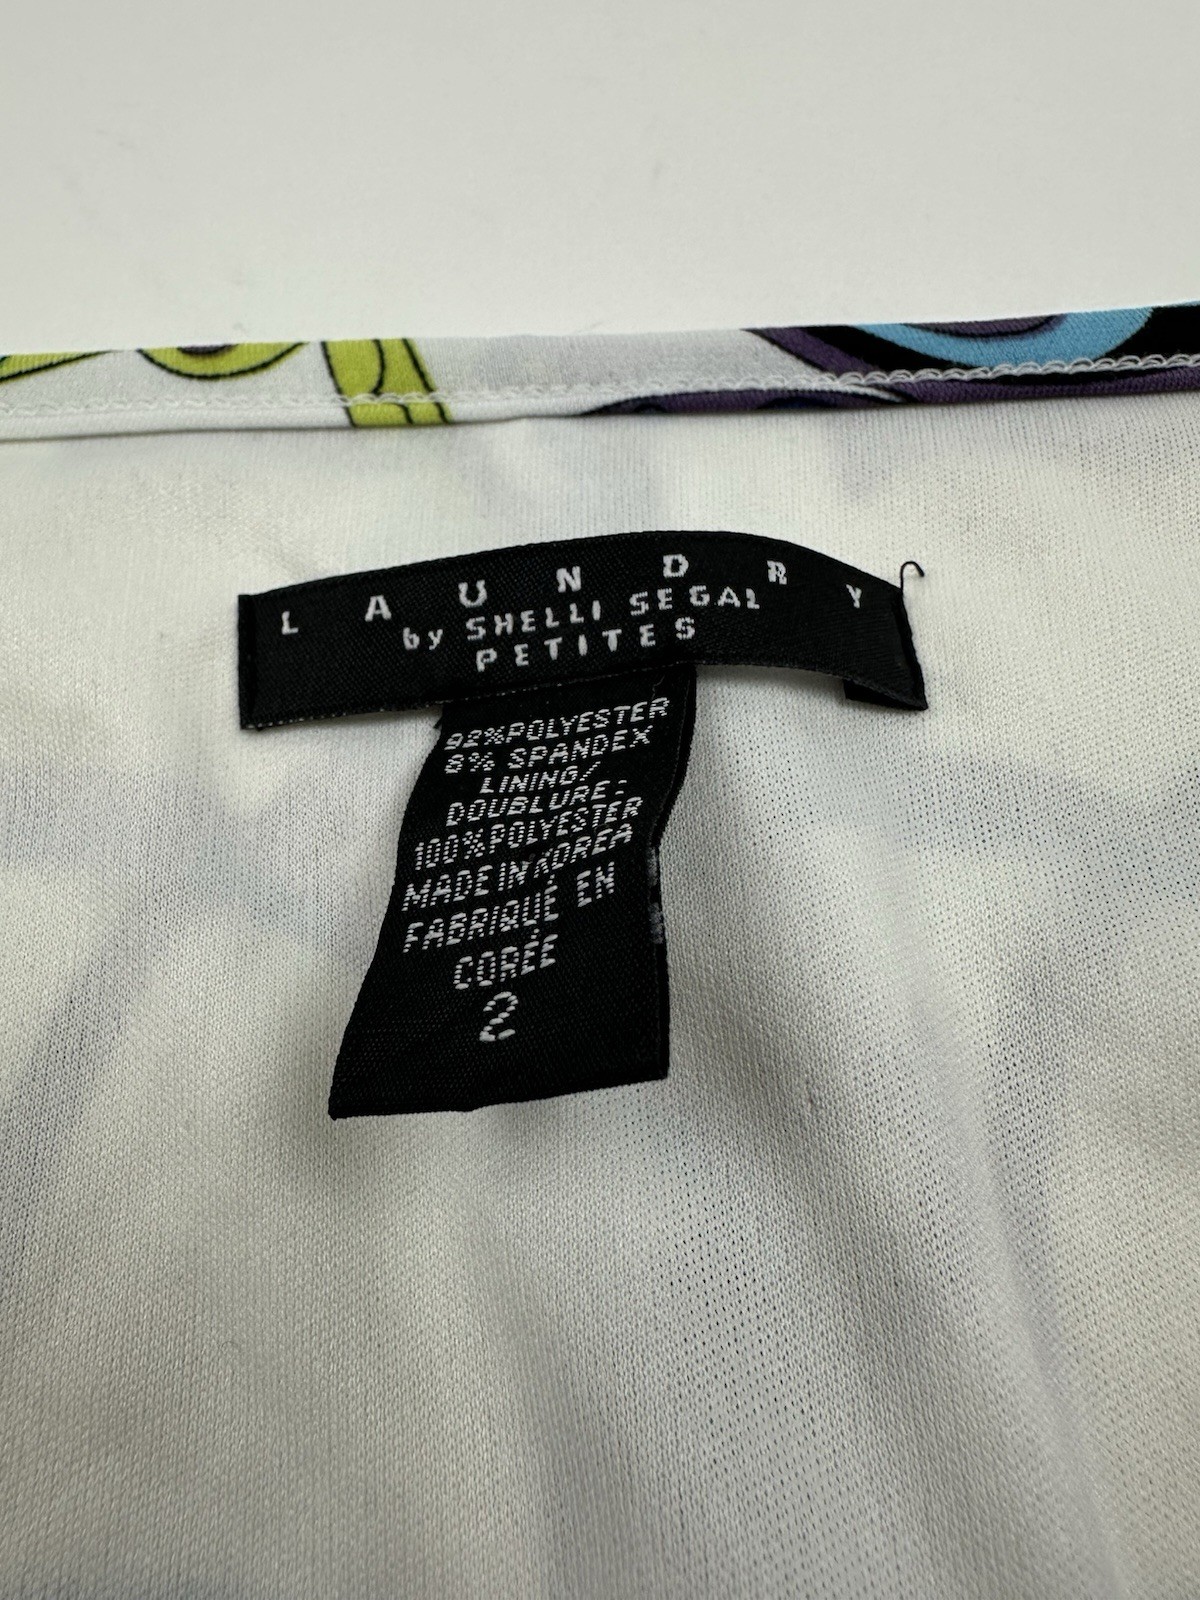 LAUNDRY
by SHELLI SEGAL
PETITES
92%POLYESTER
8% SPANDEX
LINING/
DOUBLURE:
100%POLYESTER
MADE IN KOREA
FABRIQUÉ EN
CORÉE
2